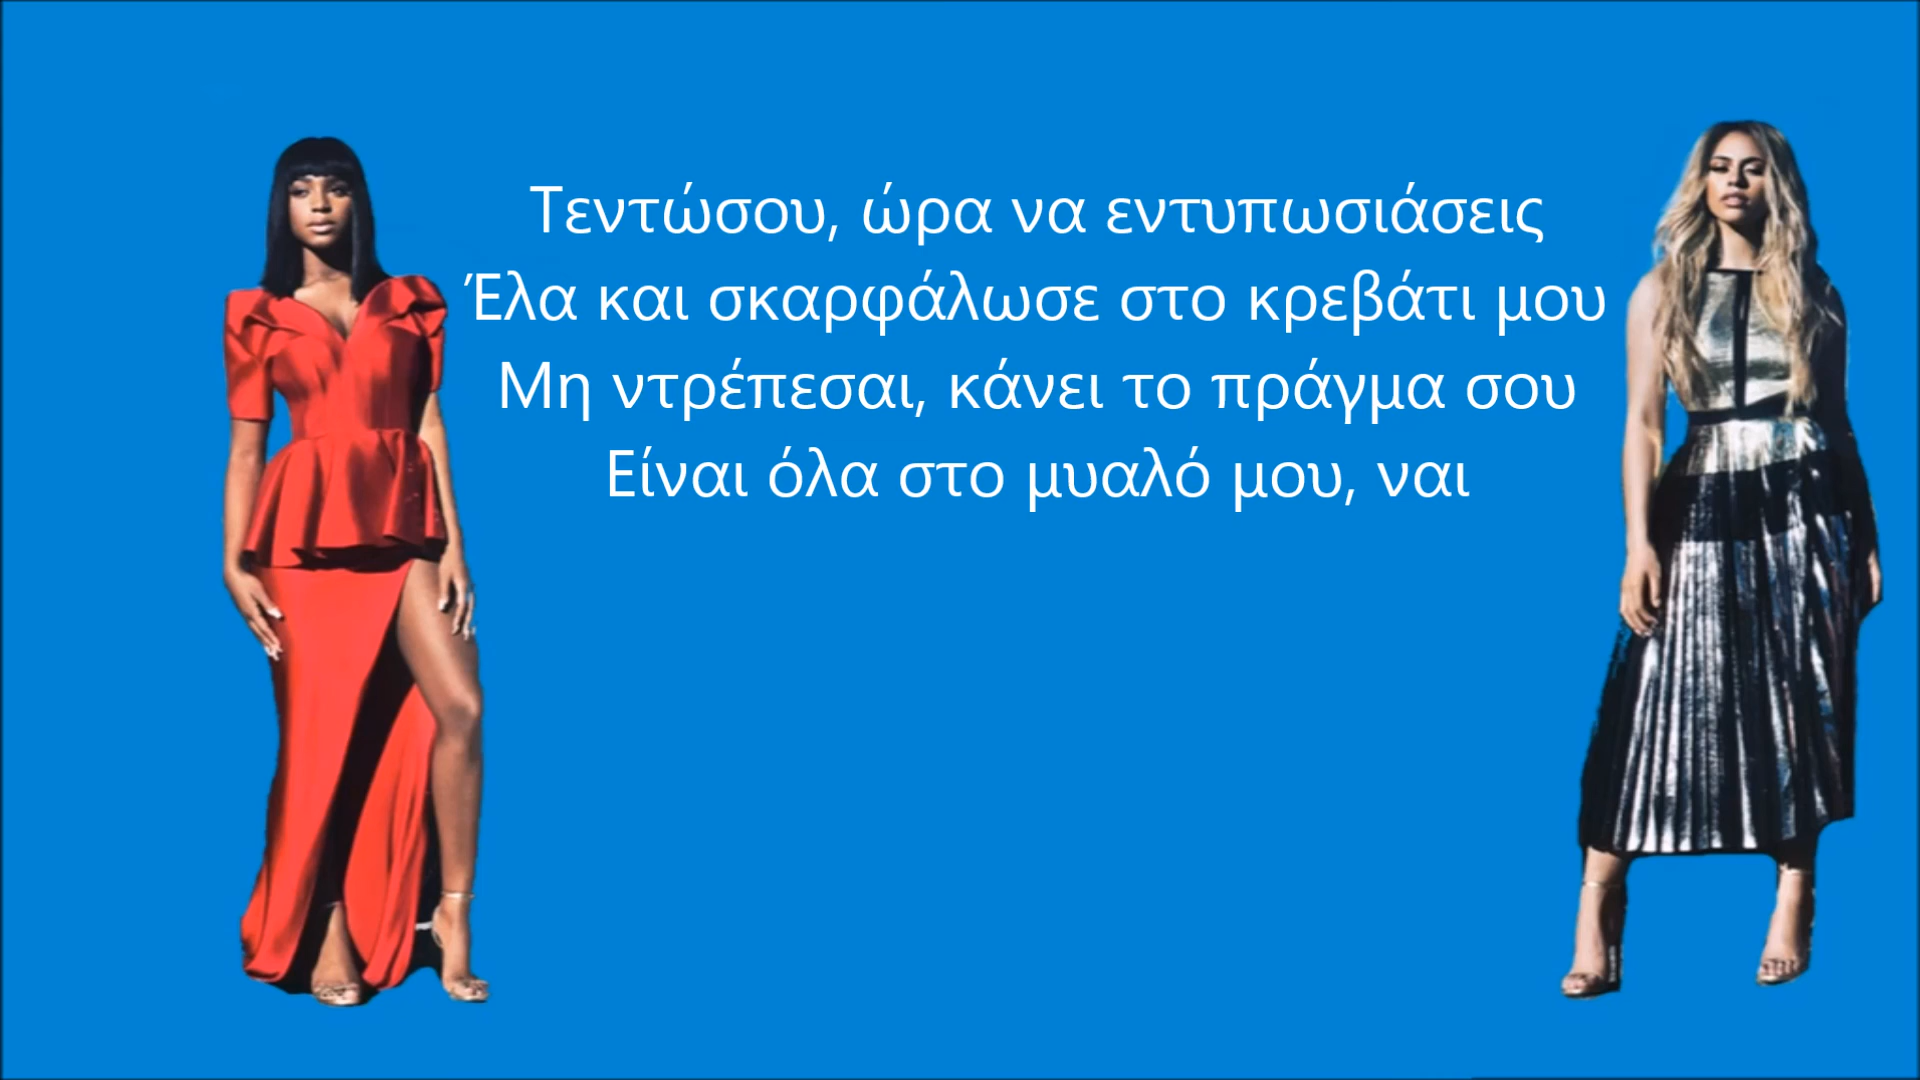 Τεντώσου, ώρα να εντυπωσιάσεις
Έλα και σκαρφάλωσε στο κρεβάτι μου
Μη ντρέπεσαι, κάνει το πράγμα σου
Είναι όλα στο μυαλό μου, ναι